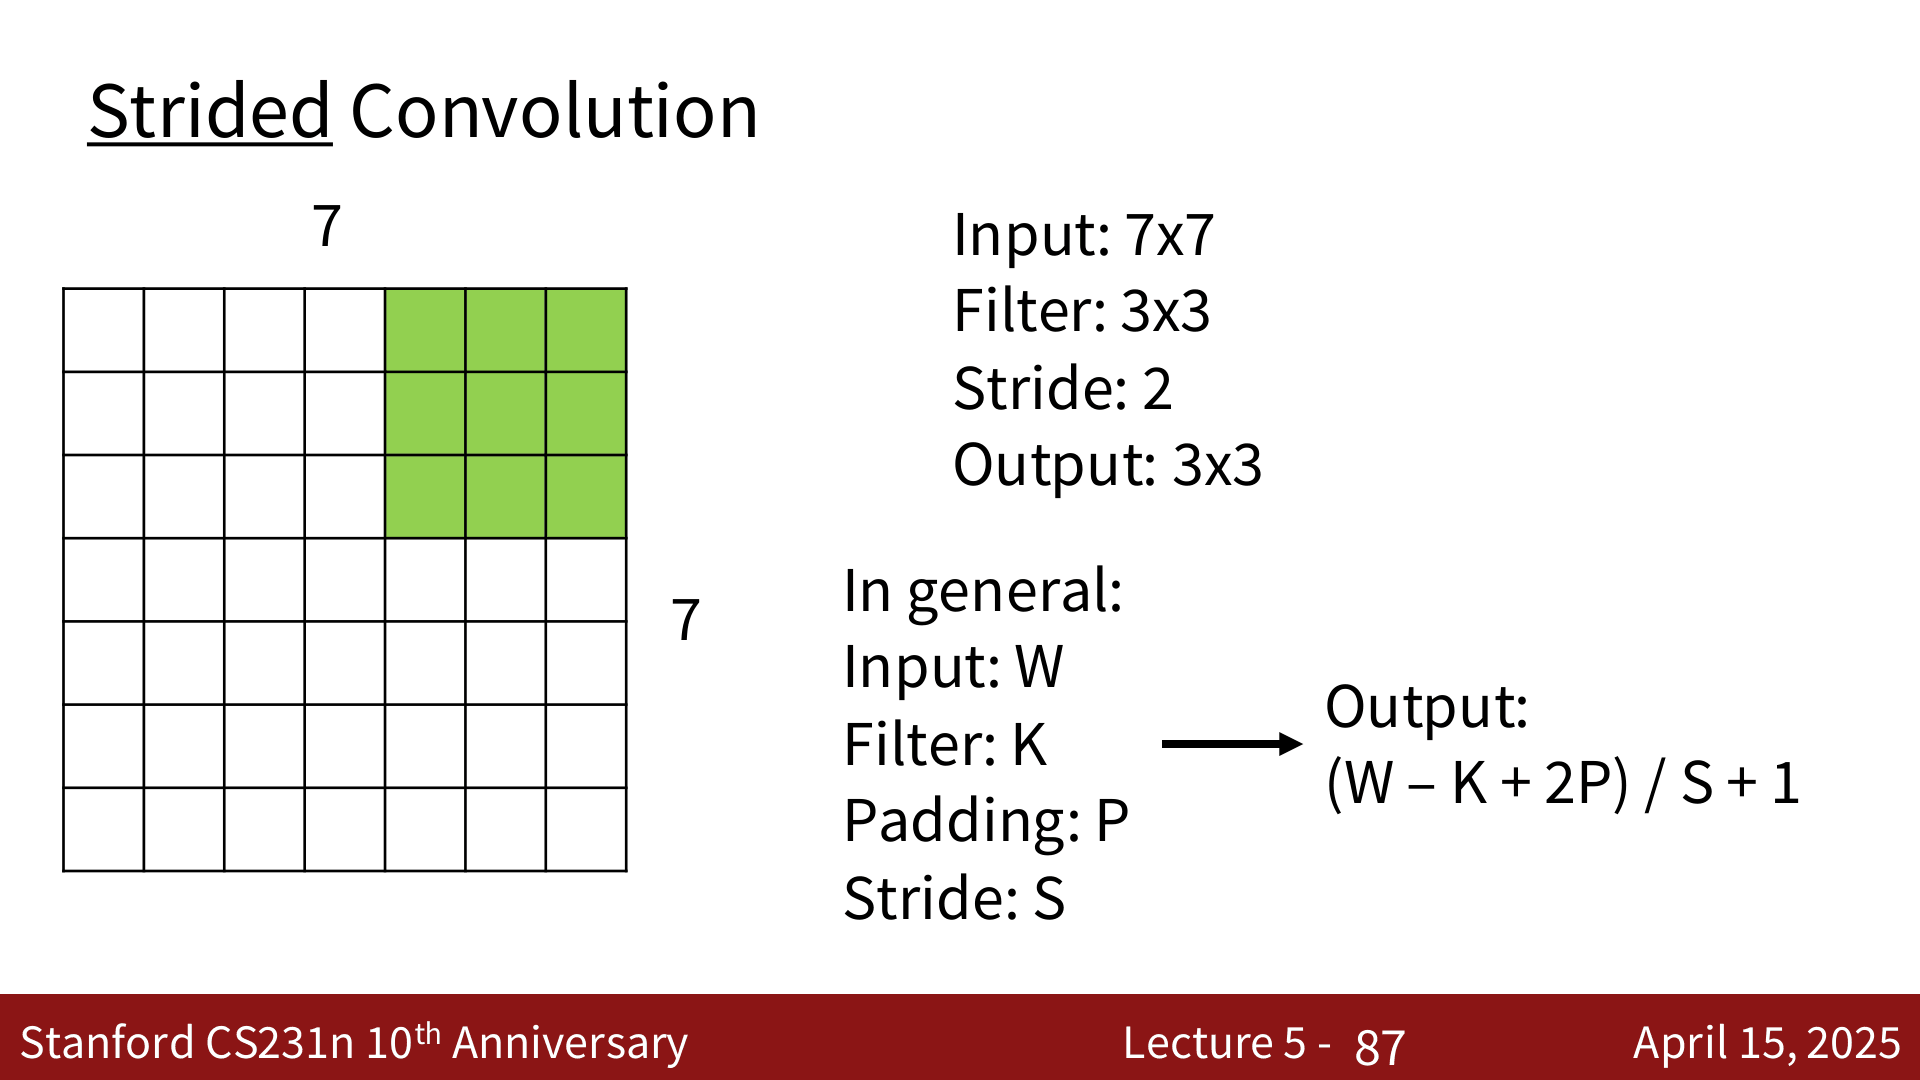 Strided Convolution
7
7
Input: 7x7
Filter: 3x3
Stride: 2
Output: 3x3
In general:
Input: W
Filter: K
Padding: P
Stride: S
Output:
(W – K + 2P) / S + 1
Stanford CS231n 10th Anniversary
Lecture 5 - 87
April 15, 2025